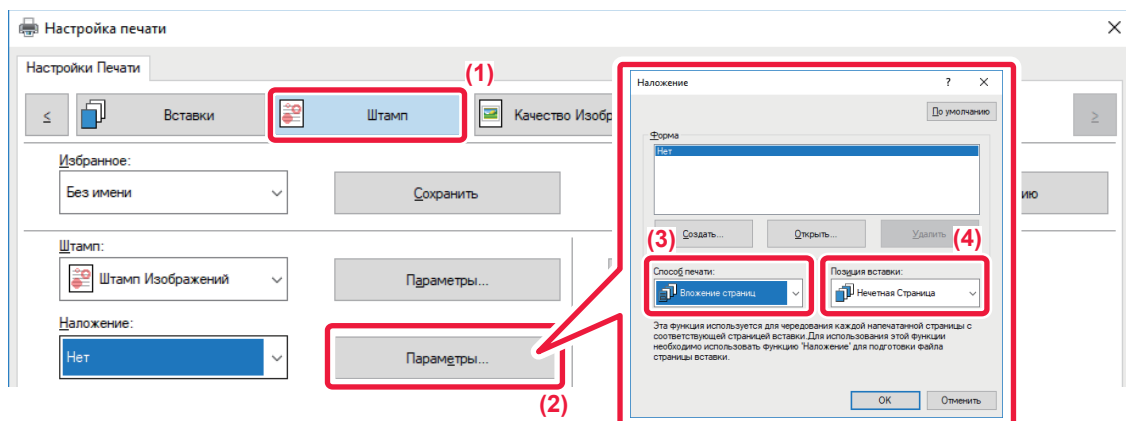 Настройка печати
Настройки Печати
(1)
≤
Вставки
Штамп
Качество Изобр
≥
Избранное:
Без имени
Сохранить
ию
Штамп:
Штамп Изображений
Параметры...
Наложение:
Нет
Параметры...
(2)
Наложение
?
По умолчанию
Форма
Нет
Создать...
Открыть...
Удалить
(3)
(4)
Способ печати:
Позиция вставки:
Вложение страниц
Нечетная Страница
Эта функция используется для чередования каждой напечатанной страницы с
соответствующей страницей вставки.Для использования этой функции
необходимо использовать функцию 'Наложение' для подготовки файла
страницы вставки.
OK
Отменить